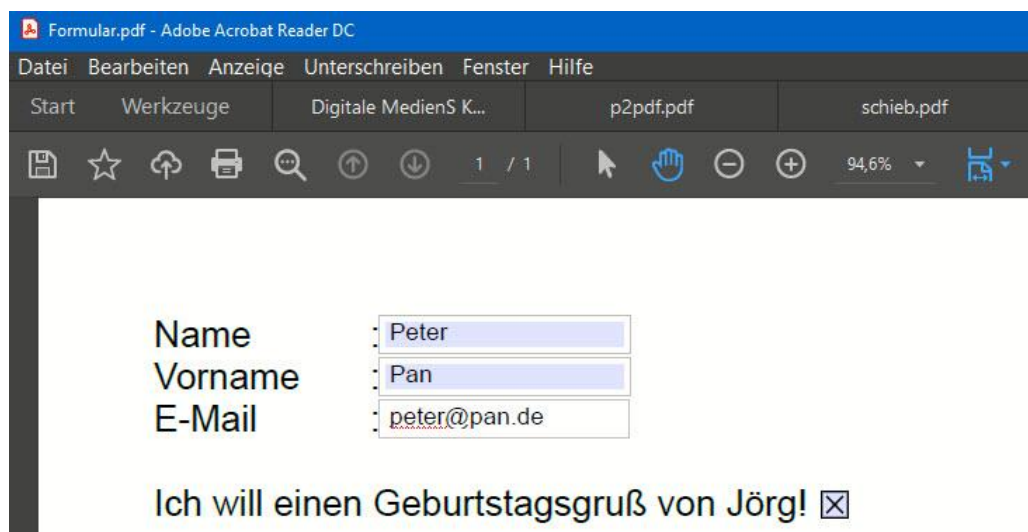 Formular.pdf - Adobe Acrobat Reader DC
Datei Bearbeiten Anzeige Unterschreiben Fenster Hilfe
Start Werkzeuge Digitale MedienS K... p2pdf.pdf schieb.pdf
1 / 1 94,6%
Name : Peter
Vorname : Pan
E-Mail : peter@pan.de
Ich will einen Geburtstagsgruß von Jörg! ☒